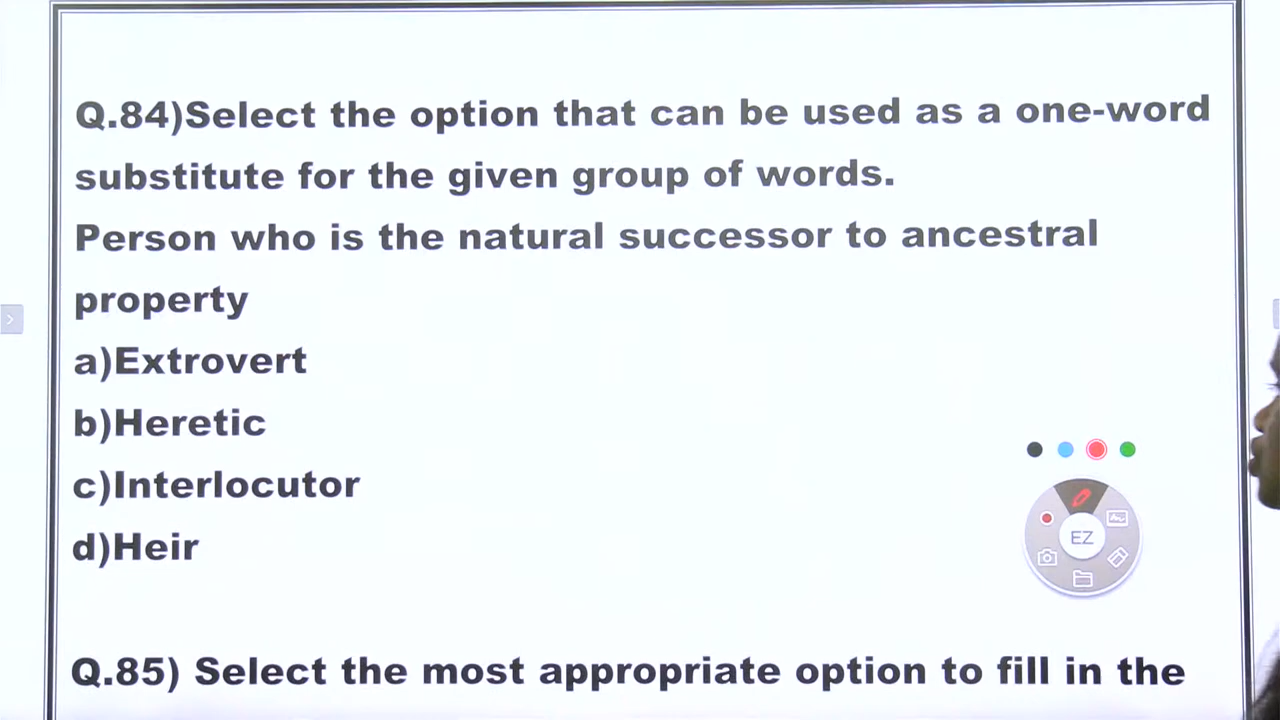 Q.84)Select the option that can be used as a one-word
substitute for the given group of words.
Person who is the natural successor to ancestral
property
a)Extrovert
b)Heretic
c)Interlocutor
d)Heir
EZ
Q.85) Select the most appropriate option to fill in the